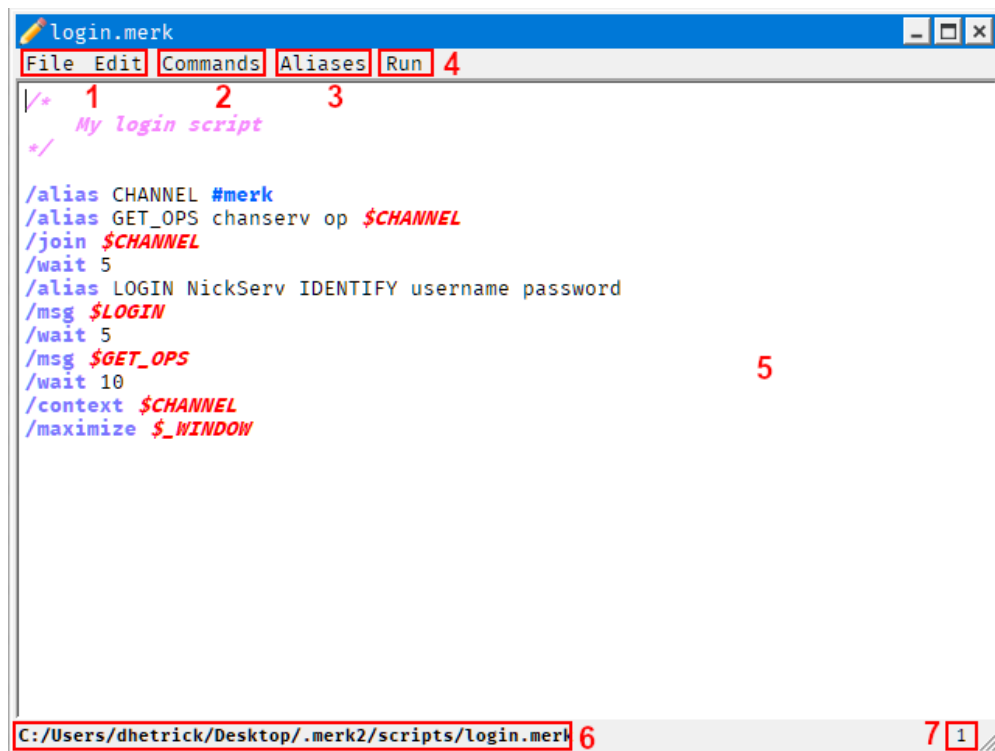 login.merk
File Edit Commands Aliases Run 4
1 2 3
/*
My login script
*/
/alias CHANNEL #merk
/alias GET_OPS chanserv op $CHANNEL
/join $CHANNEL
/wait 5
/alias LOGIN NickServ IDENTIFY username password
/msg $LOGIN
/wait 5
/msg $GET_OPS
5
/wait 10
/context $CHANNEL
/maximize $_WINDOW
C:/Users/dhetrick/Desktop/.merk2/scripts/login.merk 6 7 1